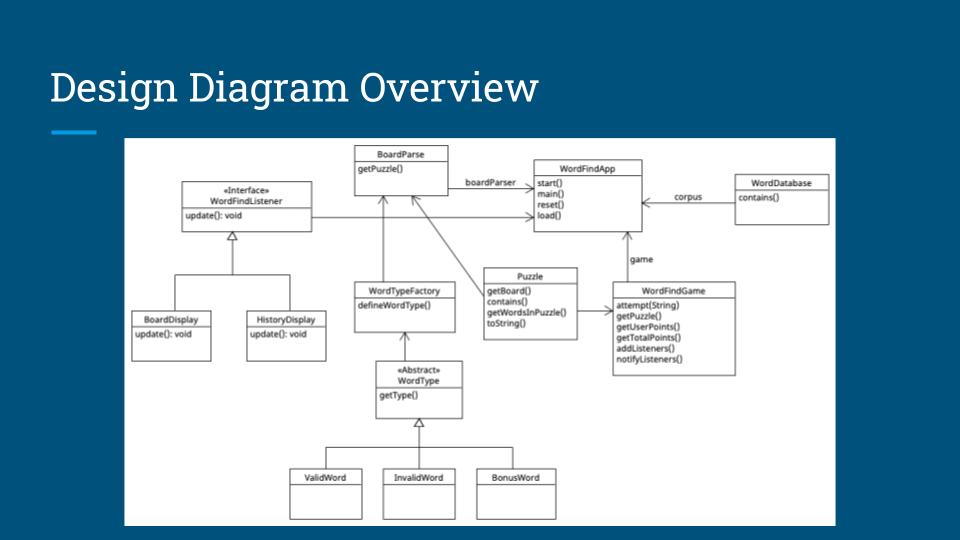 Design Diagram Overview
BoardParse
getPuzzle()
boardParser
WordFindApp
start()
main()
reset()
load()
corpus
WordDatabase
contains()
«Interface»
WordFindListener
update(): void
game
BoardDisplay
update(): void
HistoryDisplay
update(): void
WordTypeFactory
defineWordType()
Puzzle
getBoard()
contains()
getWordsInPuzzle()
toString()
WordFindGame
attempt(String)
getPuzzle()
getUserPoints()
getTotalPoints()
addListeners()
notifyListeners()
«Abstract»
WordType
getType()
ValidWord
InvalidWord
BonusWord